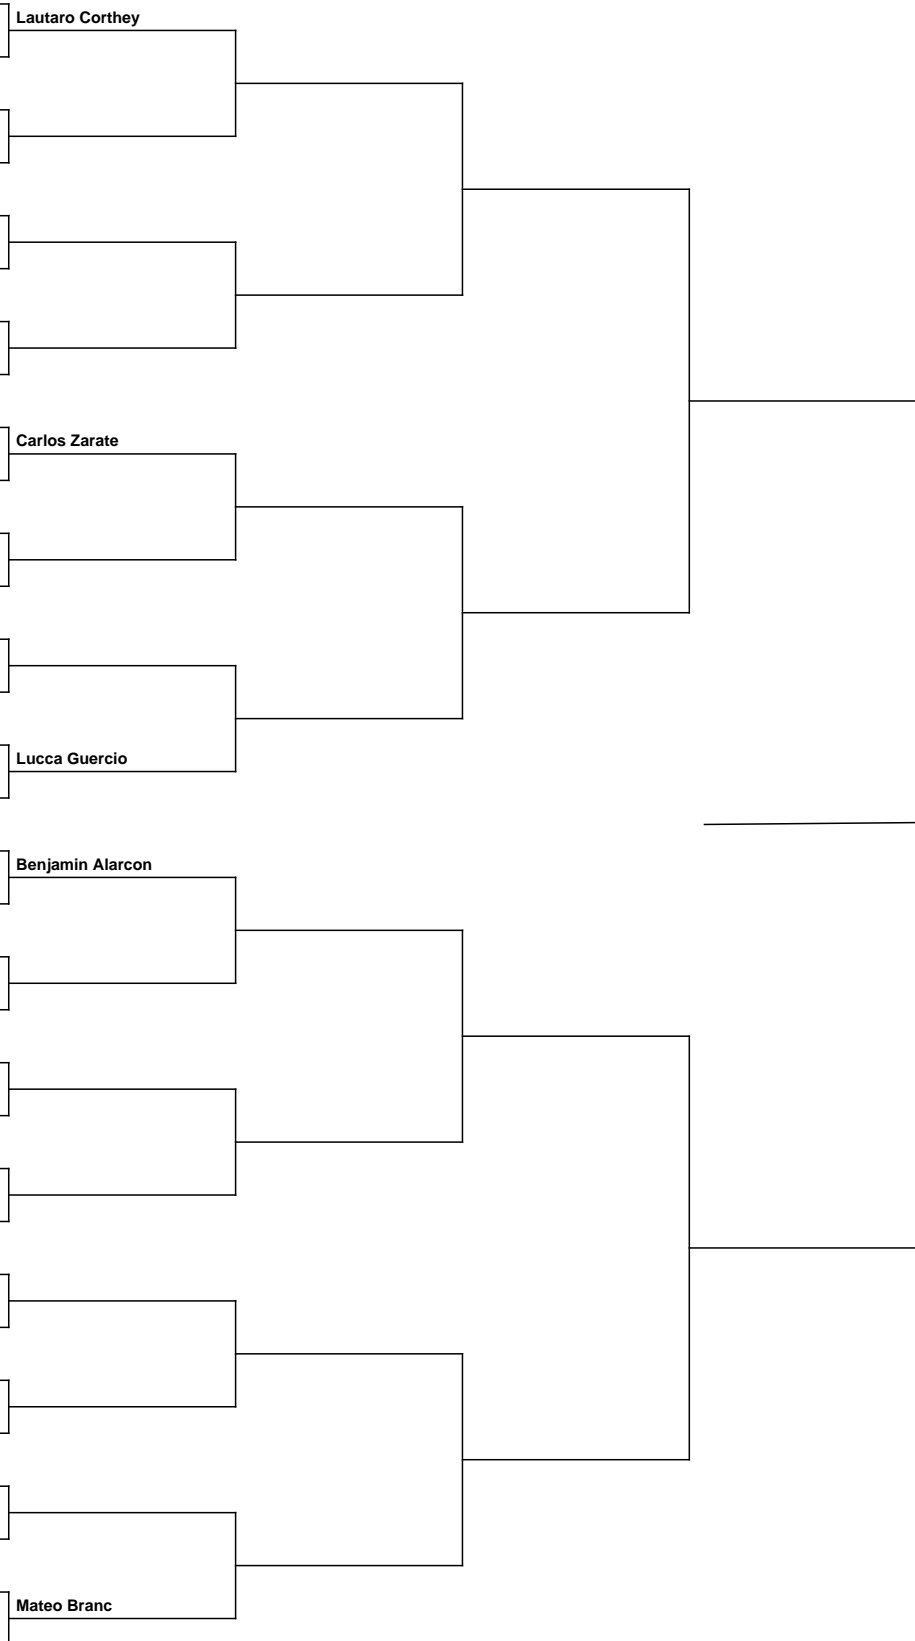 Lautaro Corthey
Carlos Zarate
Lucca Guercio
Benjamin Alarcon
Mateo Branc